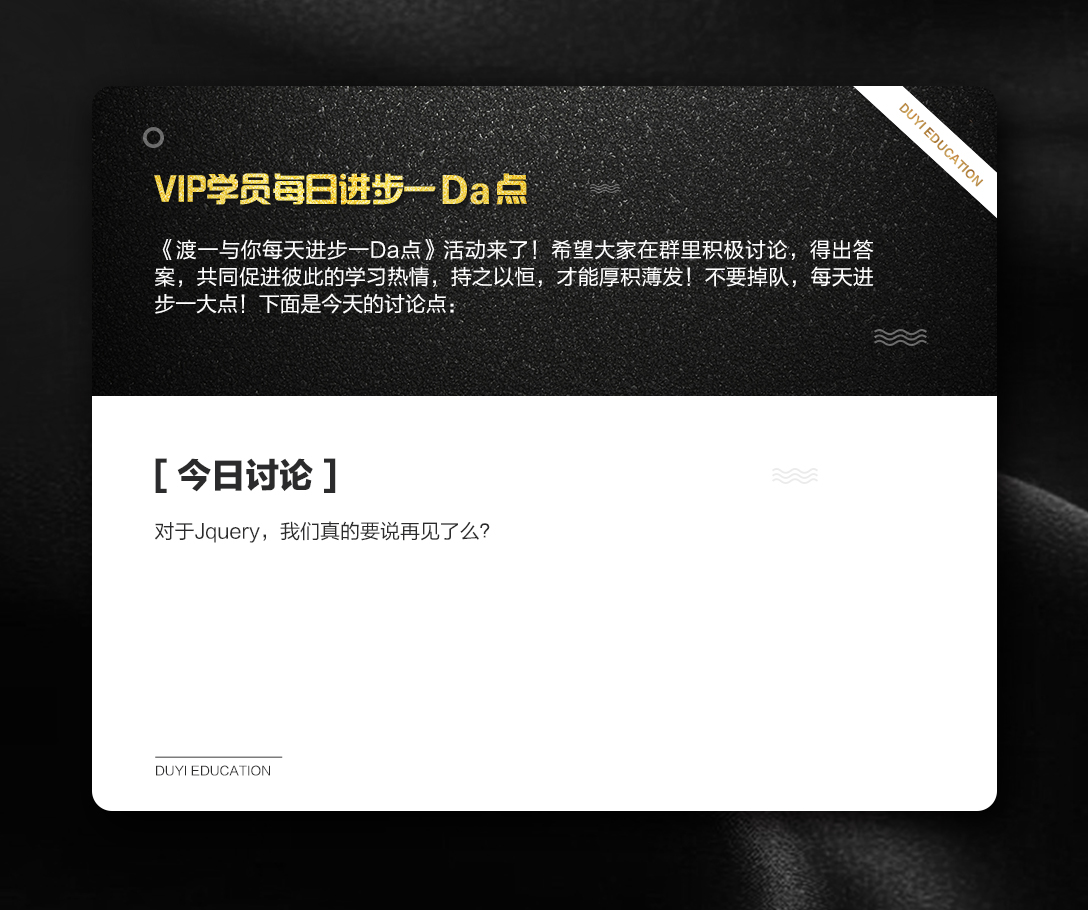 DUYI EDUCATION
VIP学员每日进步一Da点
《渡一与你每天进步一Da点》活动来了！希望大家在群里积极讨论，得出答
案，共同促进彼此的学习热情，持之以恒，才能厚积薄发！不要掉队，每天进
步一大点！下面是今天的讨论点：
[ 今日讨论 ]
对于Jquery，我们真的要说再见了么?
DUYI EDUCATION